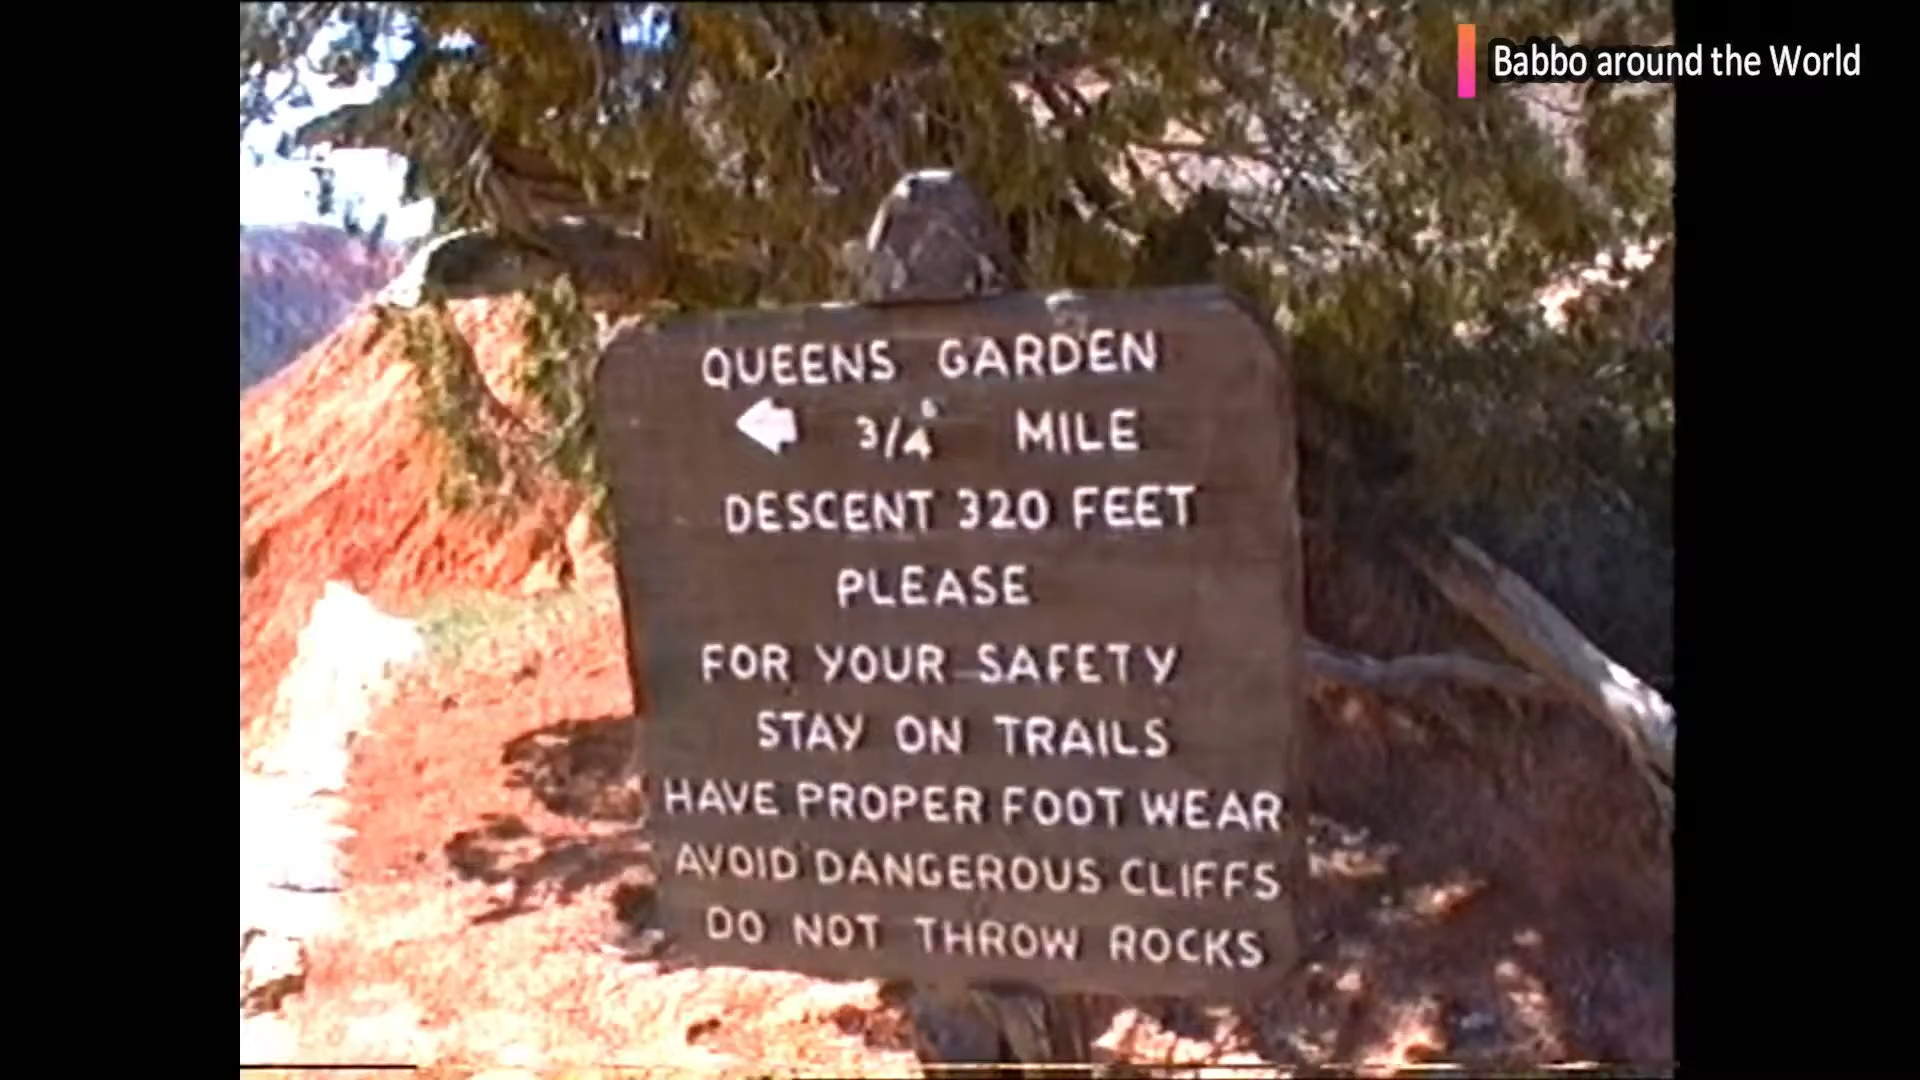 Babbo around the World
QUEENS GARDEN
3/4 MILE
DESCENT 320 FEET
PLEASE
FOR YOUR SAFETY
STAY ON TRAILS
HAVE PROPER FOOT WEAR
AVOID DANGEROUS CLIFFS
DO NOT THROW ROCKS